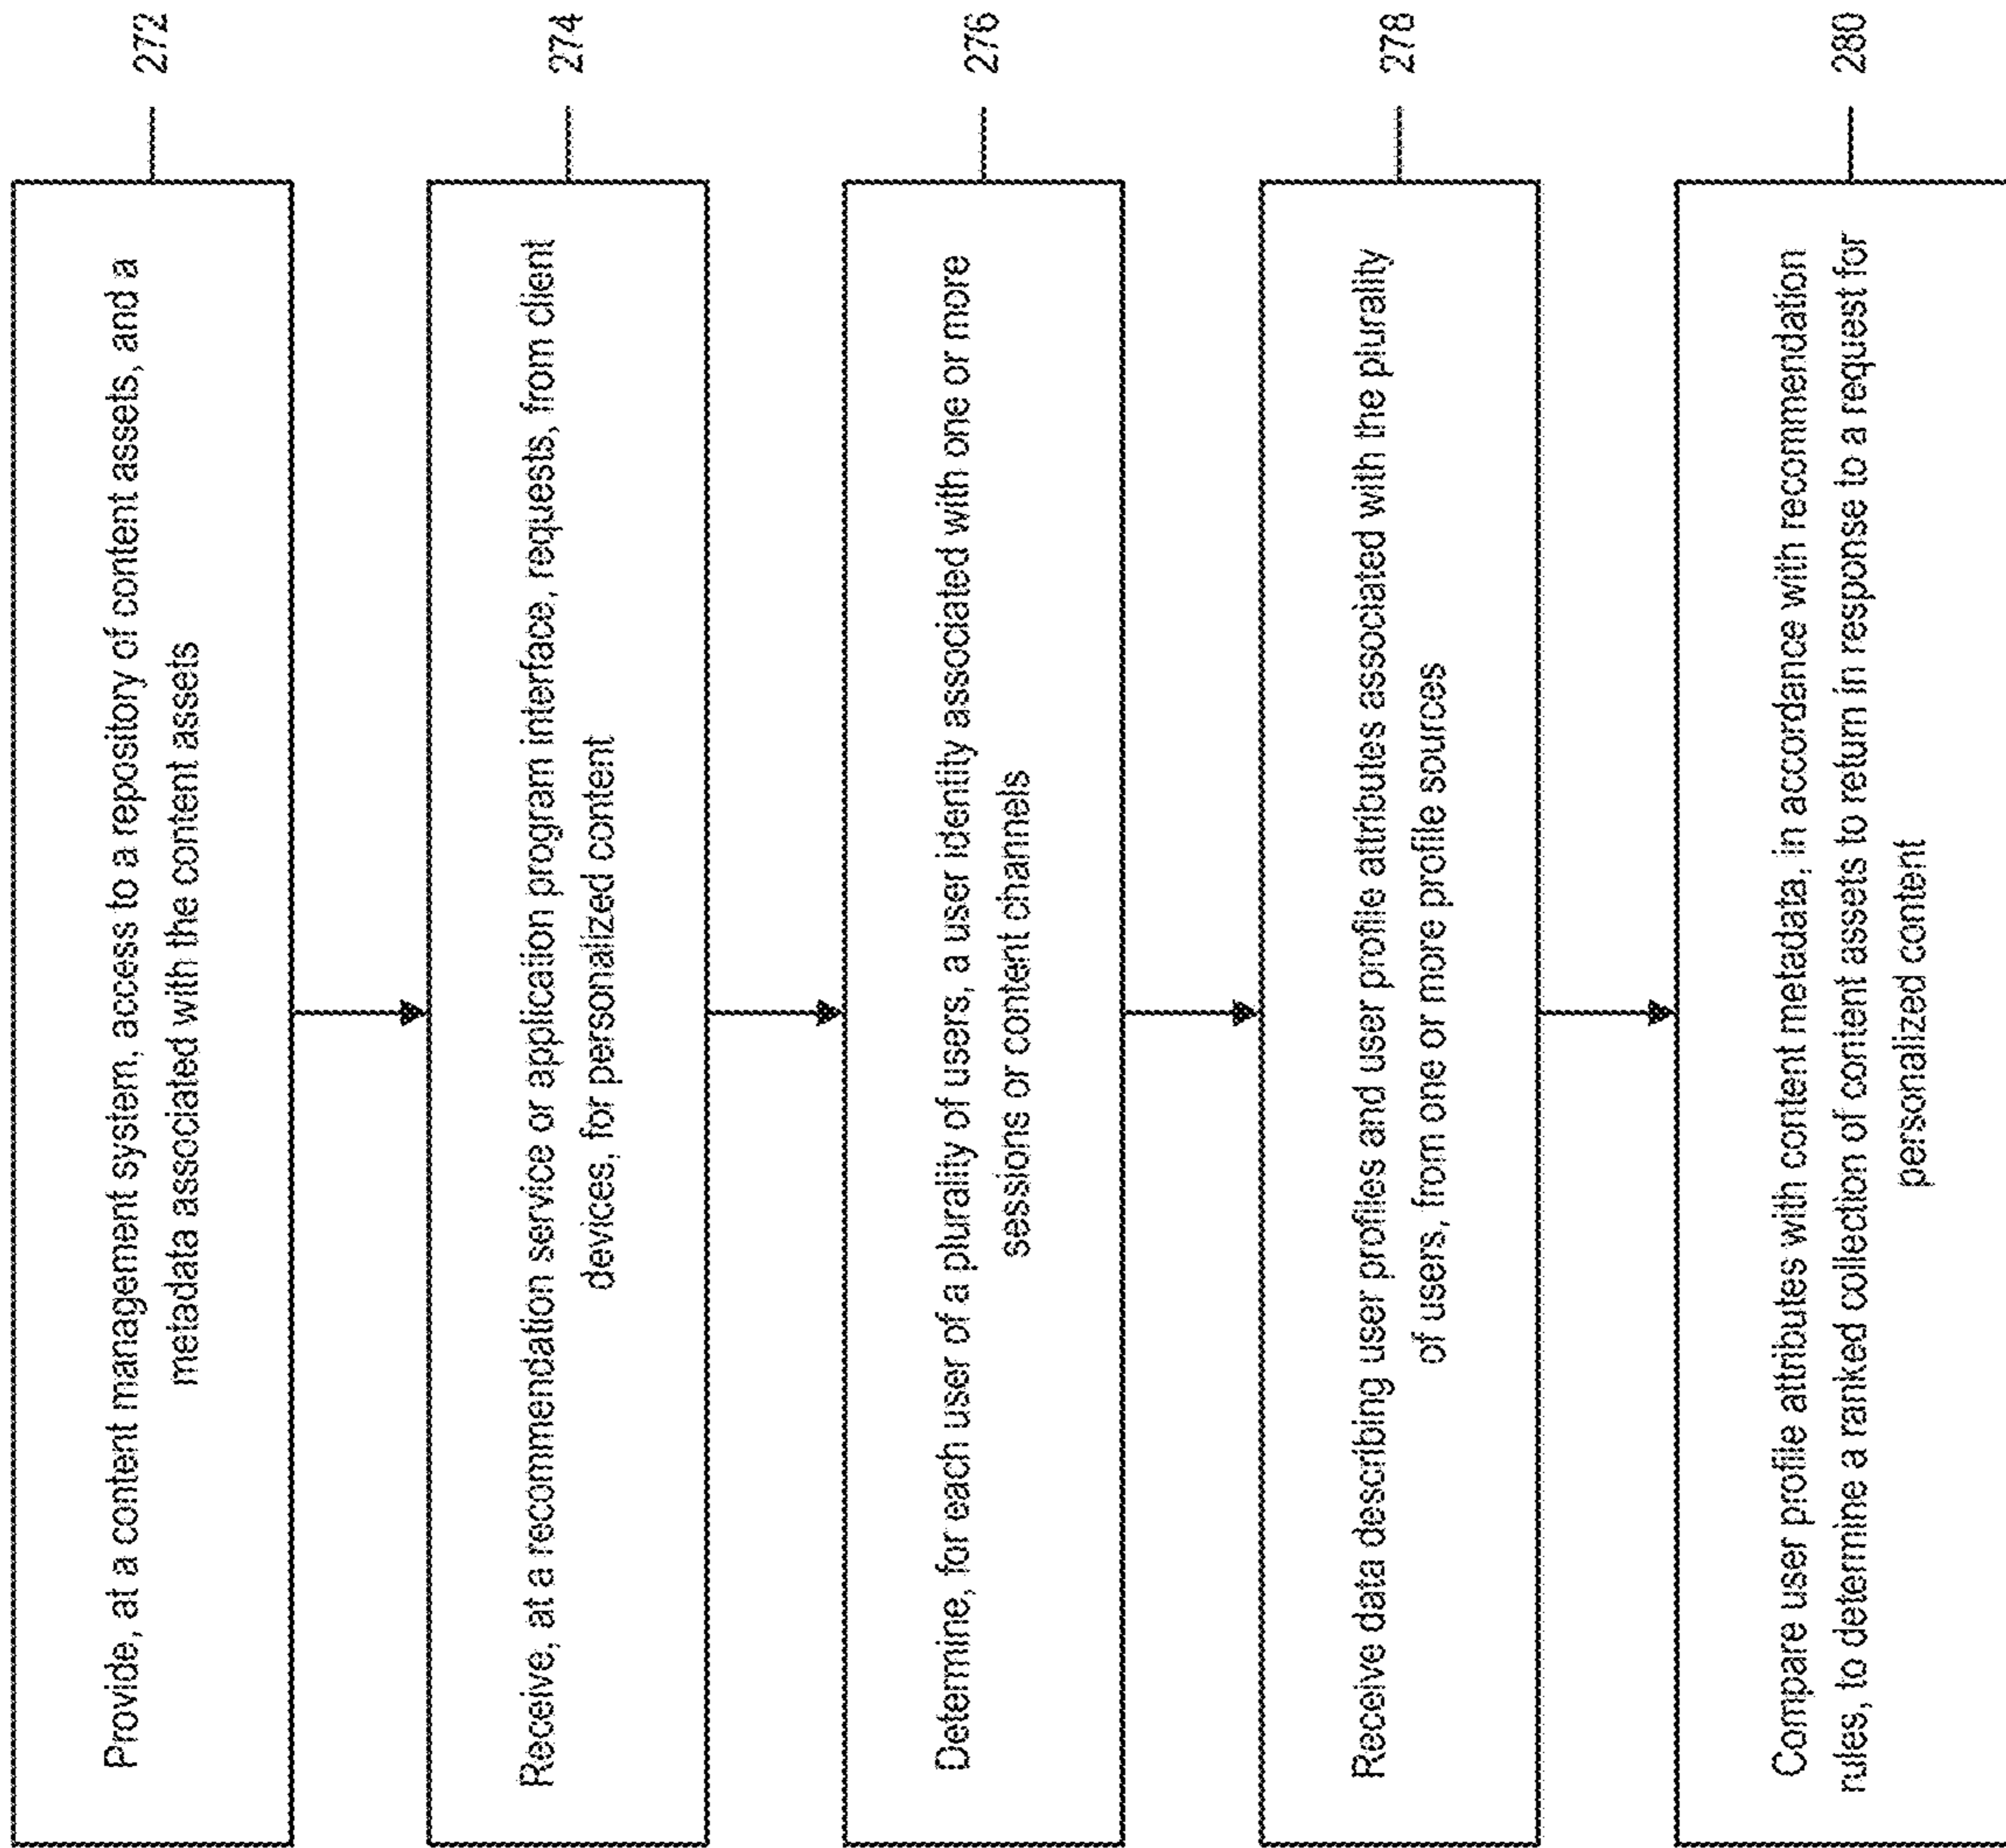 Provide, at a content management system, access to a repository of content assets, and a
metadata associated with the content assets
272
Receive, at a recommendation service or application program interface, requests, from client
devices, for personalized content
274
Determine, for each user of a plurality of users, a user identity associated with one or more
sessions or content channels
276
Receive data describing user profiles and user profile attributes associated with the plurality
of users, from one or more profile sources
278
Compare user profile attributes with content metadata, in accordance with recommendation
rules, to determine a ranked collection of content assets to return in response to a request for
personalized content
280